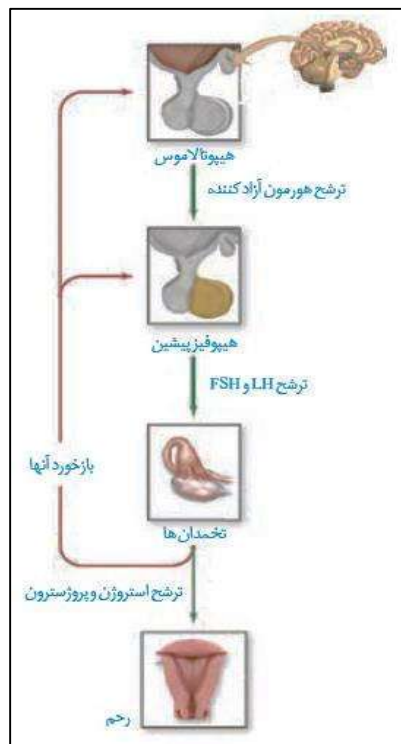 هیپوتالاموس
ترشح هورمون آزاد کننده
هیپوفیز پیشین
ترشح LH و FSH
بازخورد آنها
تخمدان‌ها
ترشح استروژن و پروژسترون
رحم